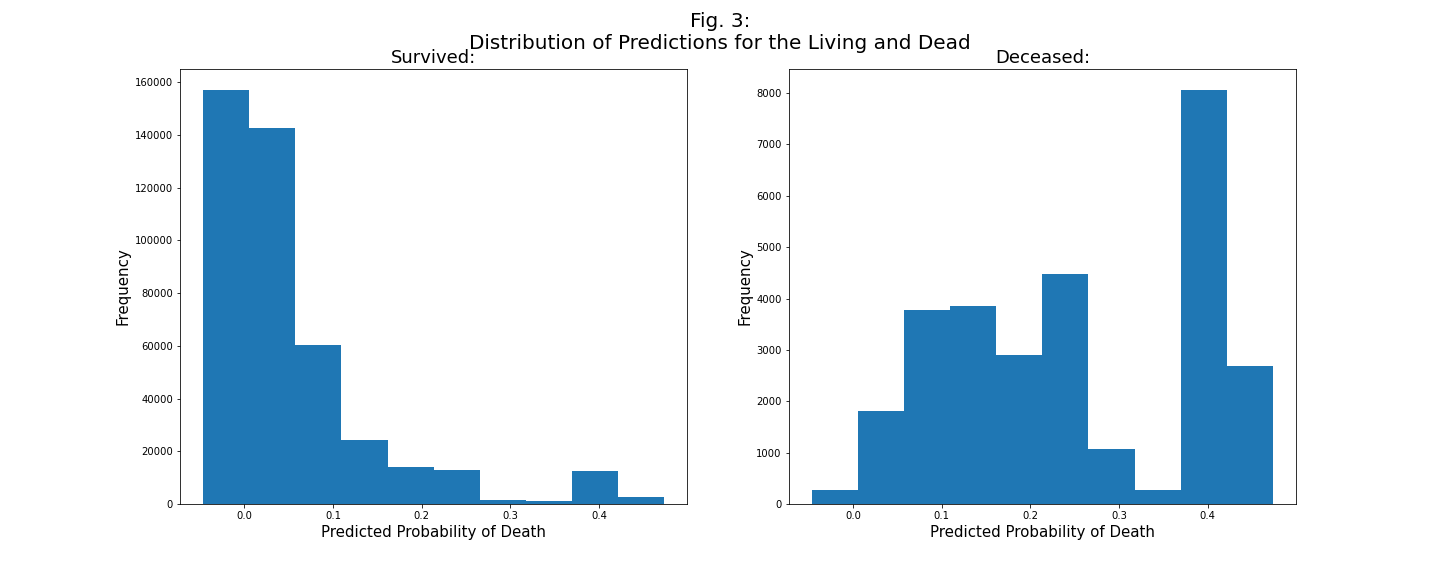 Fig. 3:
Distribution of Predictions for the Living and Dead
Survived:
160000
140000
120000
100000
80000
60000
40000
20000
0
Frequency
0.0 0.1 0.2 0.3 0.4
Predicted Probability of Death
Deceased:
8000
7000
6000
5000
4000
3000
2000
1000
0
Frequency
0.0 0.1 0.2 0.3 0.4
Predicted Probability of Death